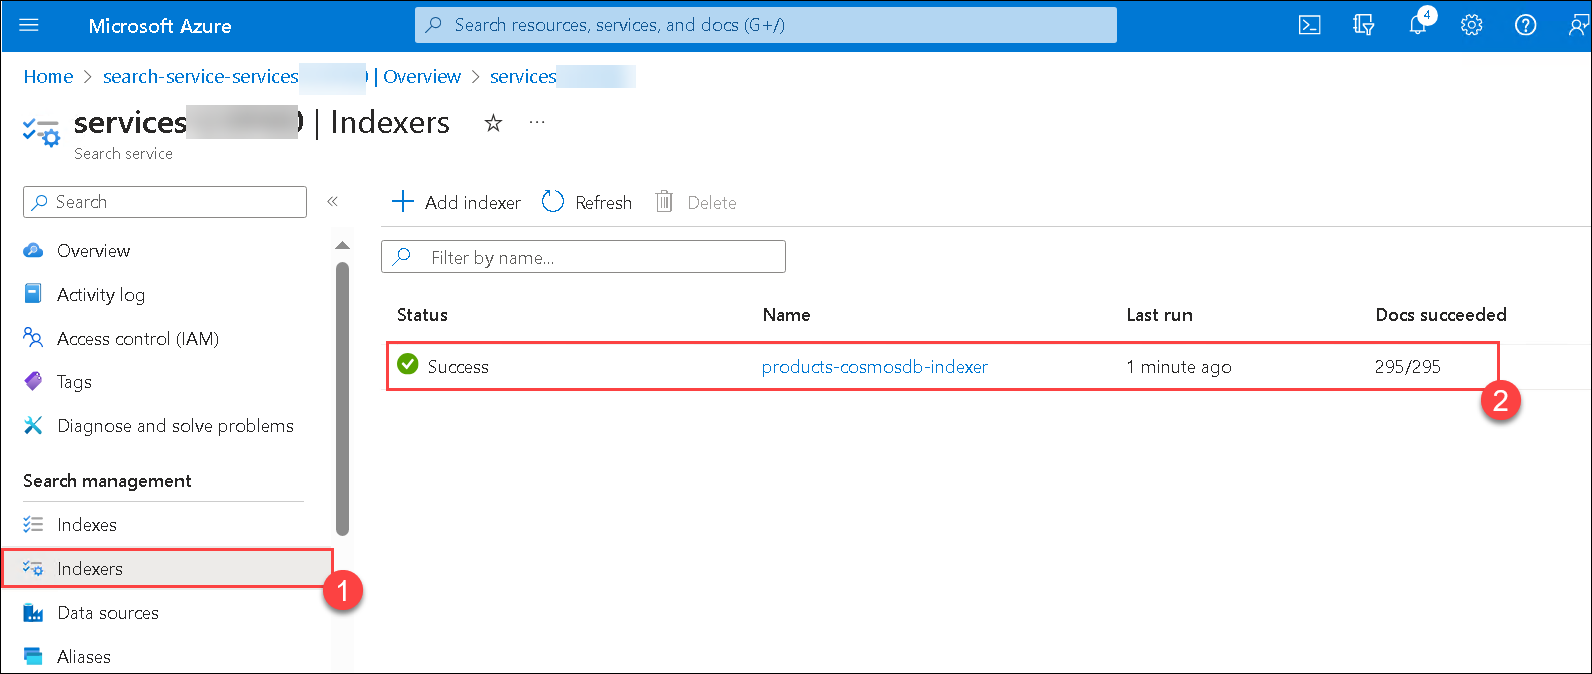 Microsoft Azure
Search resources, services, and docs (G+/)
4
Home > search-service-services | Overview > services
services | Indexers
Search service
Search
Add indexer
Refresh
Delete
Overview
Filter by name...
Activity log
Status Name Last run Docs succeeded
Access control (IAM)
Success products-cosmosdb-indexer 1 minute ago 295/295
Tags
2
Diagnose and solve problems
Search management
Indexes
Indexers
1
Data sources
Aliases